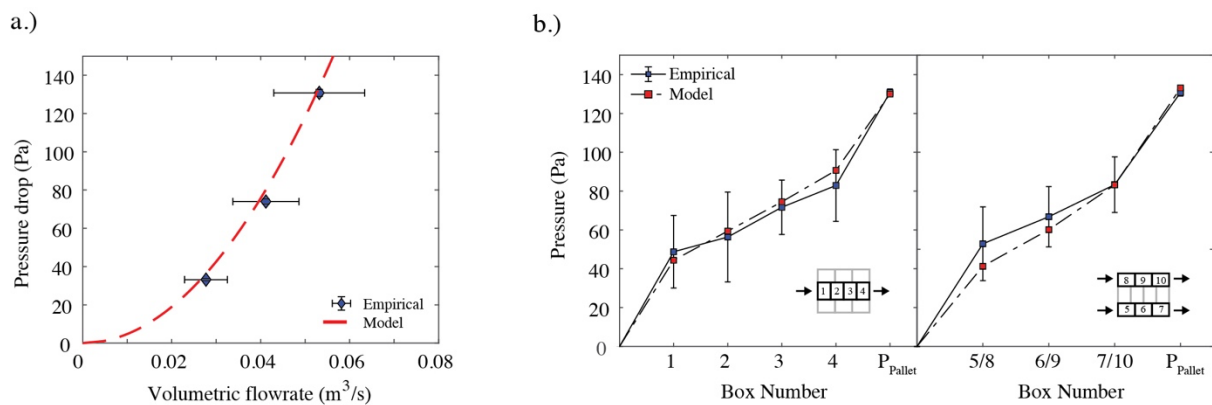 a.)
140
120
100
80
60
40
20
0
Pressure drop (Pa)
0
0.02
0.04
0.06
0.08
Volumetric flowrate (m³/s)
Empirical
Model
b.)
140
120
100
80
60
40
20
0
Pressure (Pa)
Empirical
Model
1 2 3 4
8 9 10
5 6 7
1
2
3
4
P_Pallet
5/8
6/9
7/10
P_Pallet
Box Number
Box Number